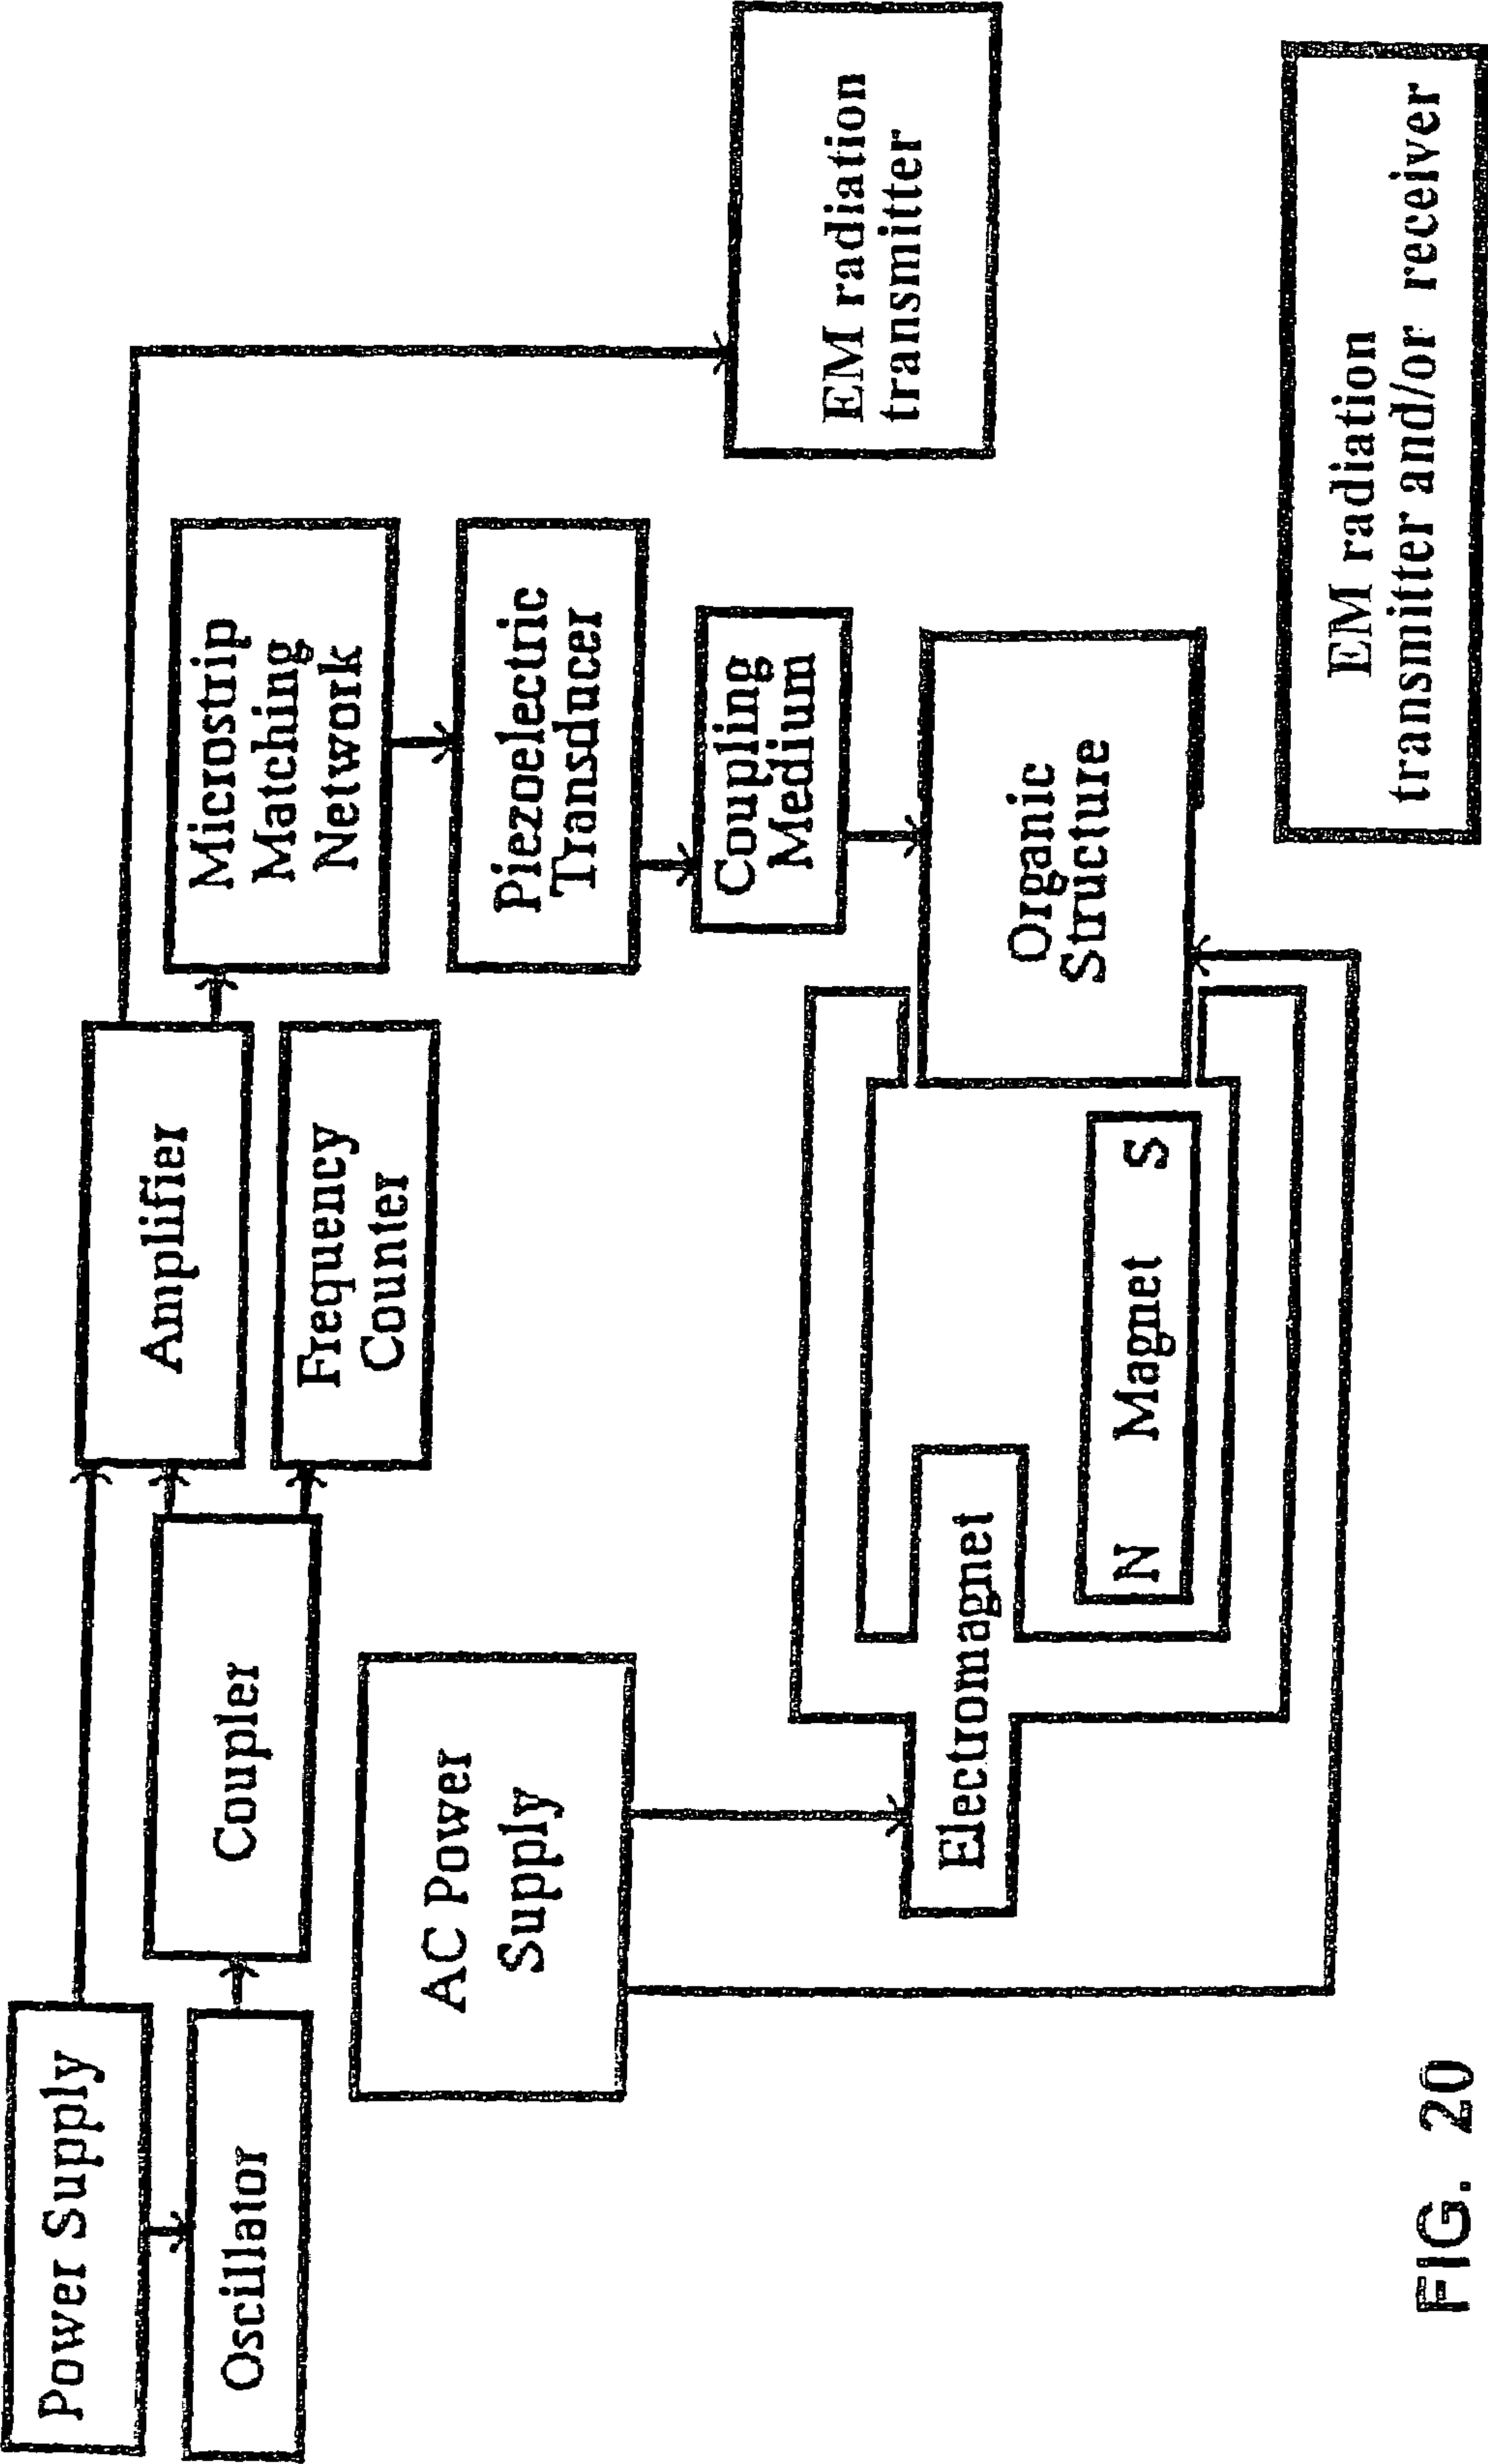 Power Supply
Oscillator
Coupler
Amplifier
Frequency
Counter
Microstrip
Matching
Network
Piezoelectric
Transducer
Coupling
Medium
EM radiation
transmitter
AC Power
Supply
Electromagnet
N Magnet S
Organic
Structure
EM radiation
transmitter and/or receiver
FIG. 20